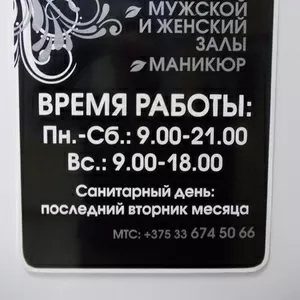 МУЖСКОЙ
И ЖЕНСКИЙ
ЗАЛЫ
МАНИКЮР
ВРЕМЯ РАБОТЫ:
Пн.-Сб.: 9.00-21.00
Вс.: 9.00-18.00
Санитарный день:
последний вторник месяца
МТС: +375 33 674 50 66